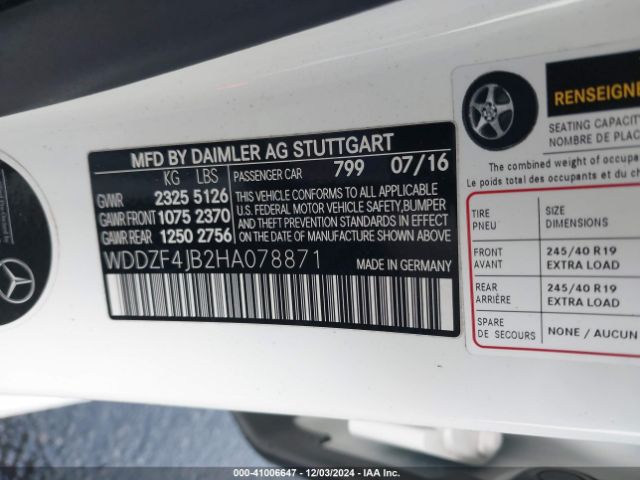 MFD BY DAIMLER AG STUTTGART
KG LBS
PASSENGER CAR 799 07/16
GWR 2325 5126
GAWR FRONT 1075 2370
GAWR REAR 1250 2756
THIS VEHICLE CONFORMS TO ALL APPLICABLE
U.S. FEDERAL MOTOR VEHICLE SAFETY,BUMPER
AND THEFT PREVENTION STANDARDS IN EFFECT
ON THE DATE OF MANUFACTURE SHOWN ABOVE.
WDDZF4JB2HA078871 MADE IN GERMANY
RENSEIGNE
SEATING CAPACITY
NOMBRE DE PLAC
The combined weight of occupa
Le poids total des occupants et du cha
TIRE
PNEU
SIZE
DIMENSIONS
FRONT
AVANT
245/40 R19
EXTRA LOAD
REAR
ARRIÈRE
245/40 R19
EXTRA LOAD
SPARE
DE SECOURS
NONE / AUCUN
000-41006647 - 12/03/2024 - IAA Inc.